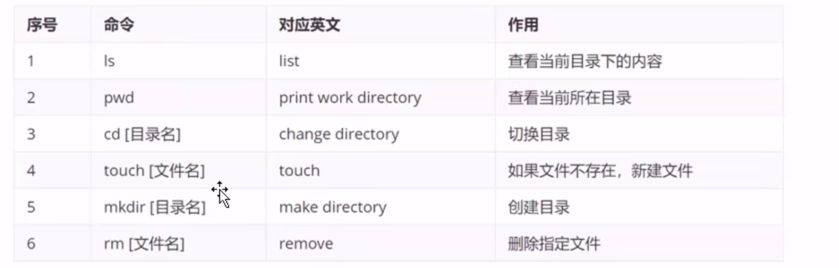 序号 命令 对应英文 作用
1 ls list 查看当前目录下的内容
2 pwd print work directory 查看当前所在目录
3 cd [目录名] change directory 切换目录
4 touch [文件名] touch 如果文件不存在，新建文件
5 mkdir [目录名] make directory 创建目录
6 rm [文件名] remove 删除指定文件